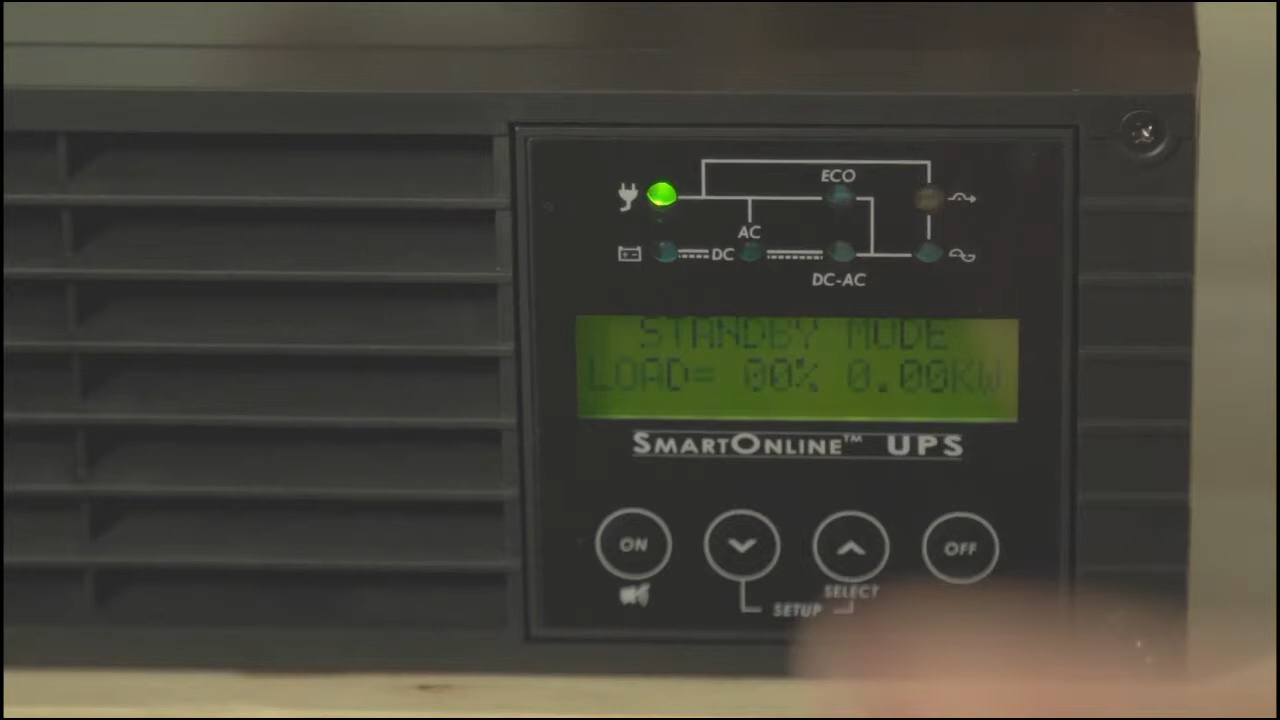 ECO
AC
DC
DC-AC
STANDBY MODE
LOAD= 00% 0.00KW
SMARTONLINE™ UPS
ON
OFF
SELECT
SETUP